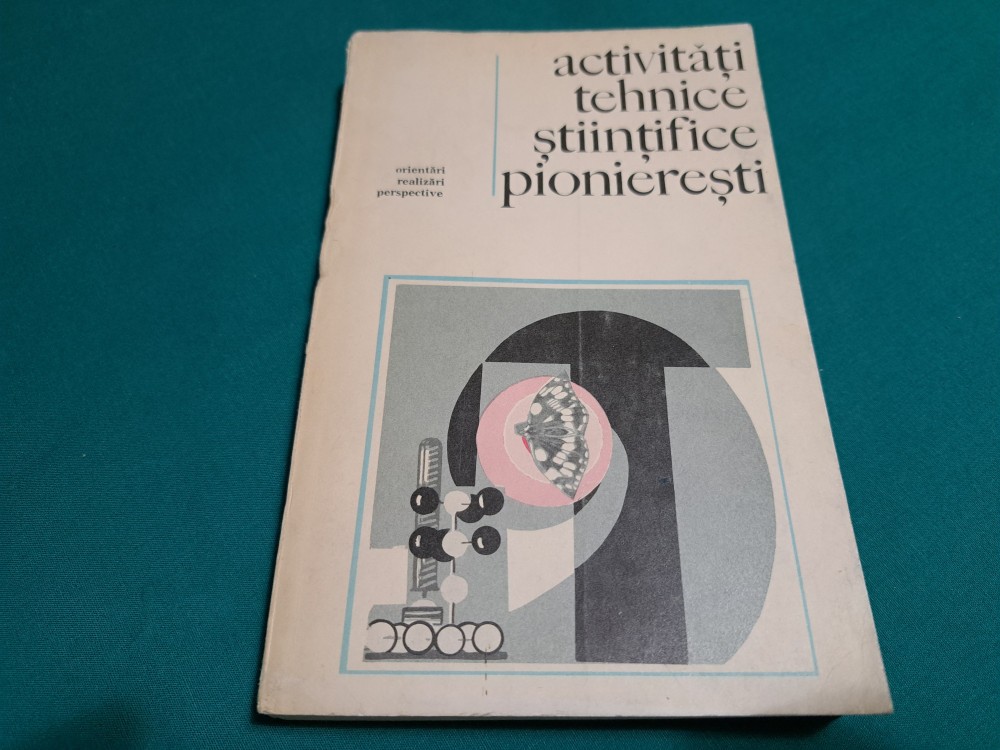 activități
tehnice
științifice
pionierești
orientări
realizări
perspective